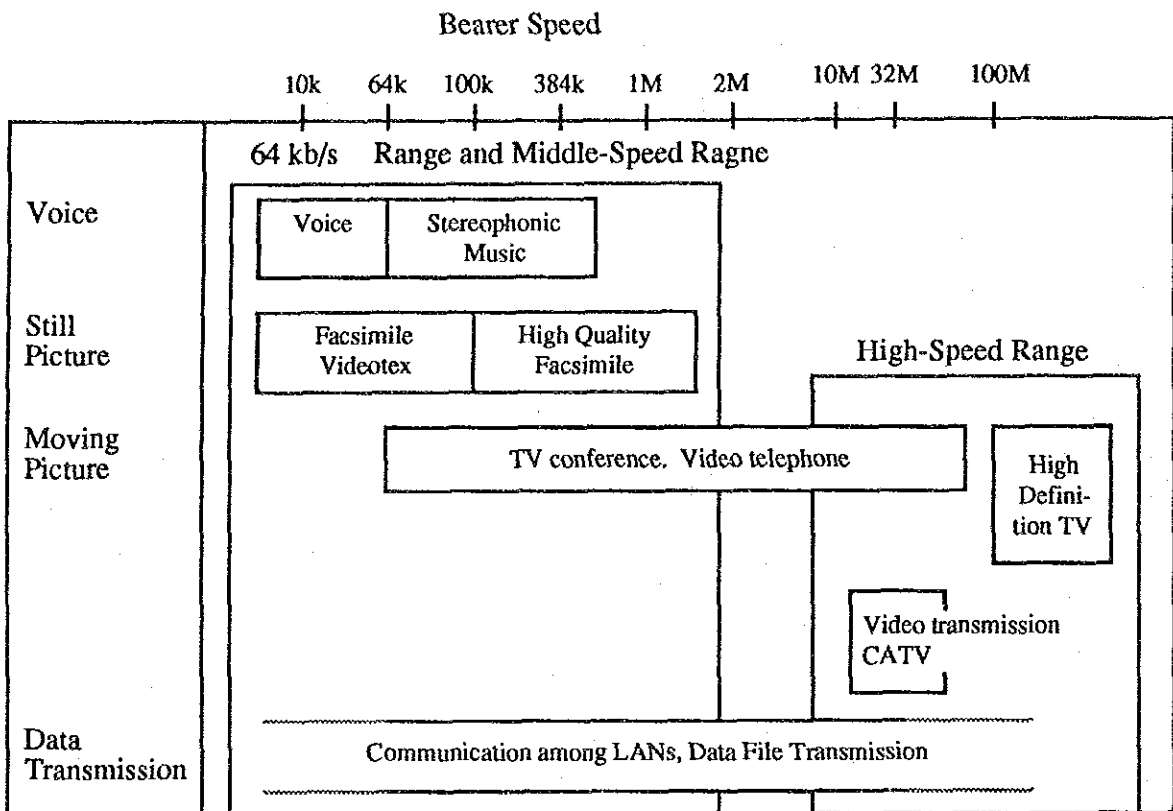 Bearer Speed
10k 64k 100k 384k 1M 2M 10M 32M 100M
64 kb/s Range and Middle-Speed Ragne
Voice
Voice
Stereophonic
Music
Still
Picture
Facsimile
Videotex
High Quality
Facsimile
High-Speed Range
Moving
Picture
TV conference. Video telephone
High
Defini-
tion TV
Video transmission
CATV
Data
Transmission
Communication among LANs, Data File Transmission